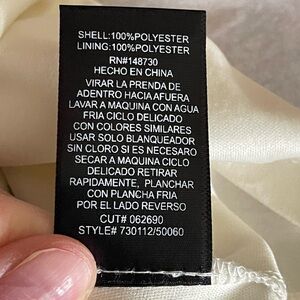 SHELL:100%POLYESTER
LINING:100%POLYESTER
RN#148730
HECHO EN CHINA
VIRAR LA PRENDA DE
ADENTRO HACIAAFUERA
LAVAR A MAQUINA CON AGUA
FRIA CICLO DELICADO
CON COLORES SIMILARES
USAR SOLO BLANQUEADOR
SIN CLORO SI ES NECESARO
SECAR A MAQUINA CICLO
DELICADO RETIRAR
RAPIDAMENTE, PLANCHAR
CON PLANCHA FRIA
POR EL LADO REVERSO
CUT# 062690
STYLE# 730112/50060